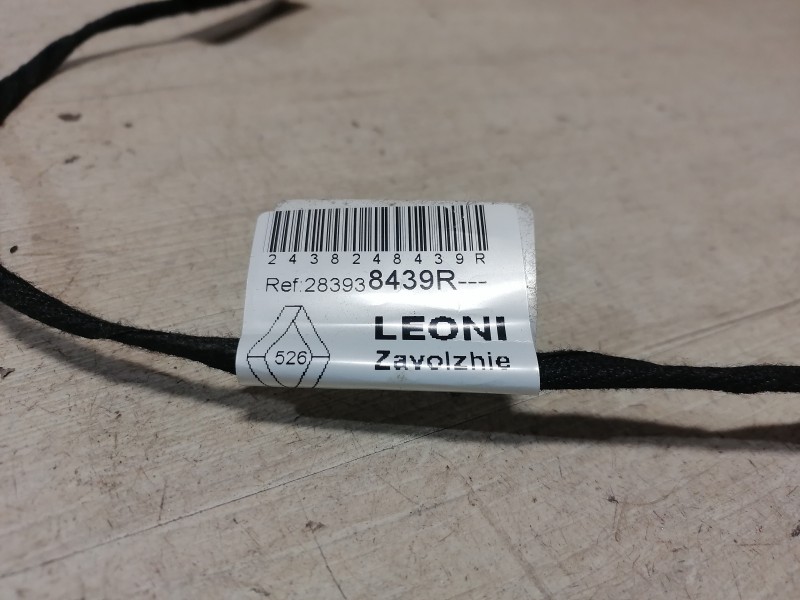 2438248439R
Ref:283938439R---
LEONI
526
Zavolzhie